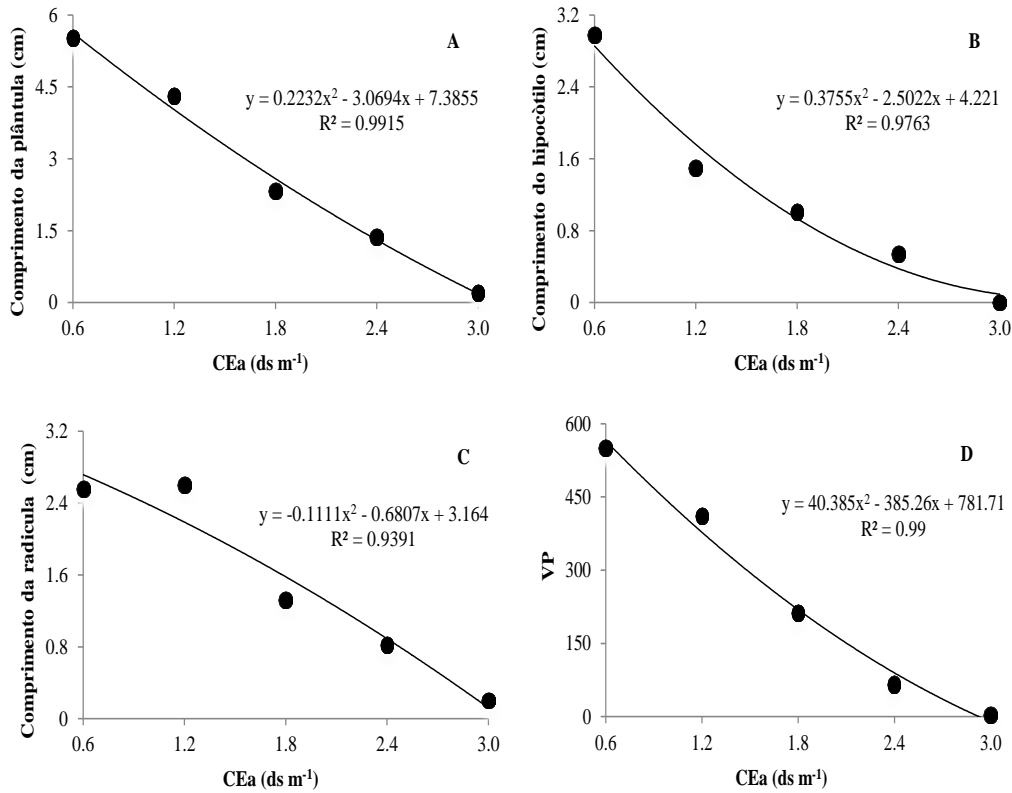 Comprimento da plântula (cm)
6
4.5
3
1.5
0
A
y = 0.2232x² - 3.0694x + 7.3855
R² = 0.9915
0.6 1.2 1.8 2.4 3.0
CEa (ds m⁻¹)
Comprimento do hipocòtilo (cm)
3.2
2.4
1.6
0.8
0
B
y = 0.3755x² - 2.5022x + 4.221
R² = 0.9763
0.6 1.2 1.8 2.4 3.0
CEa (ds m⁻¹)
Comprimento da radicula (cm)
3.2
2.4
1.6
0.8
0
C
y = -0.1111x² - 0.6807x + 3.164
R² = 0.9391
0.6 1.2 1.8 2.4 3.0
CEa (ds m⁻¹)
VP
600
450
300
150
0
D
y = 40.385x² - 385.26x + 781.71
R² = 0.99
0.6 1.2 1.8 2.4 3.0
CEa (ds m⁻¹)